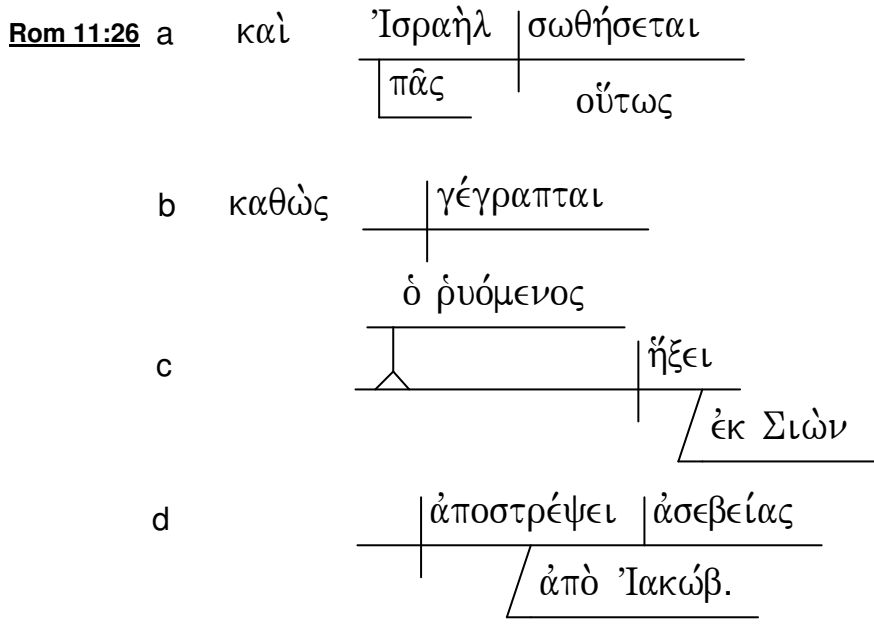 Rom 11:26 a καὶ Ἰσραὴλ σωθήσεται
πᾶς οὕτως
b καθὼς γέγραπται
ὁ ῥυόμενος
c ἥξει
ἐκ Σιὼν
d ἀποστρέψει ἀσεβείας
ἀπὸ Ἰακώβ.